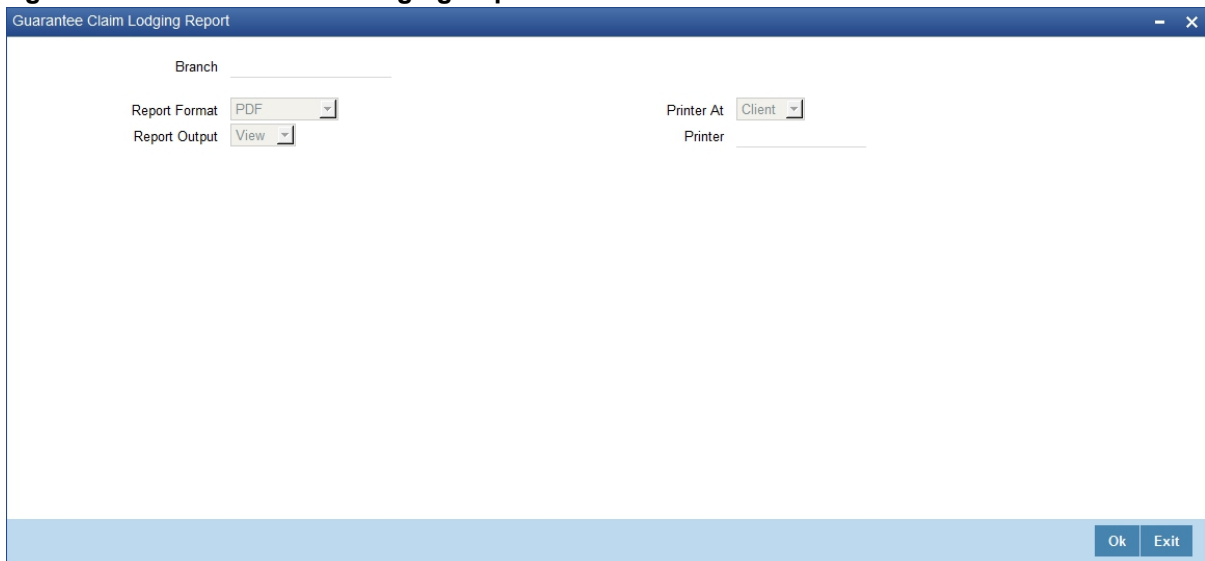 Guarantee Claim Lodging Report
Branch
Report Format PDF
Printer At Client
Report Output View
Printer
Ok Exit